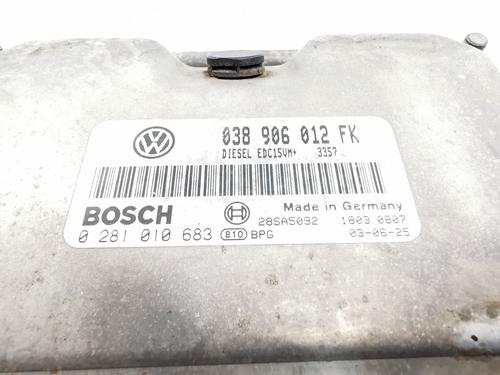 038 906 012 FK
DIESEL EDC15VM+ 3357
BOSCH
28SA5092
Made in Germany
1803 0807
0 281 010 683
810 BPG
03-06-25